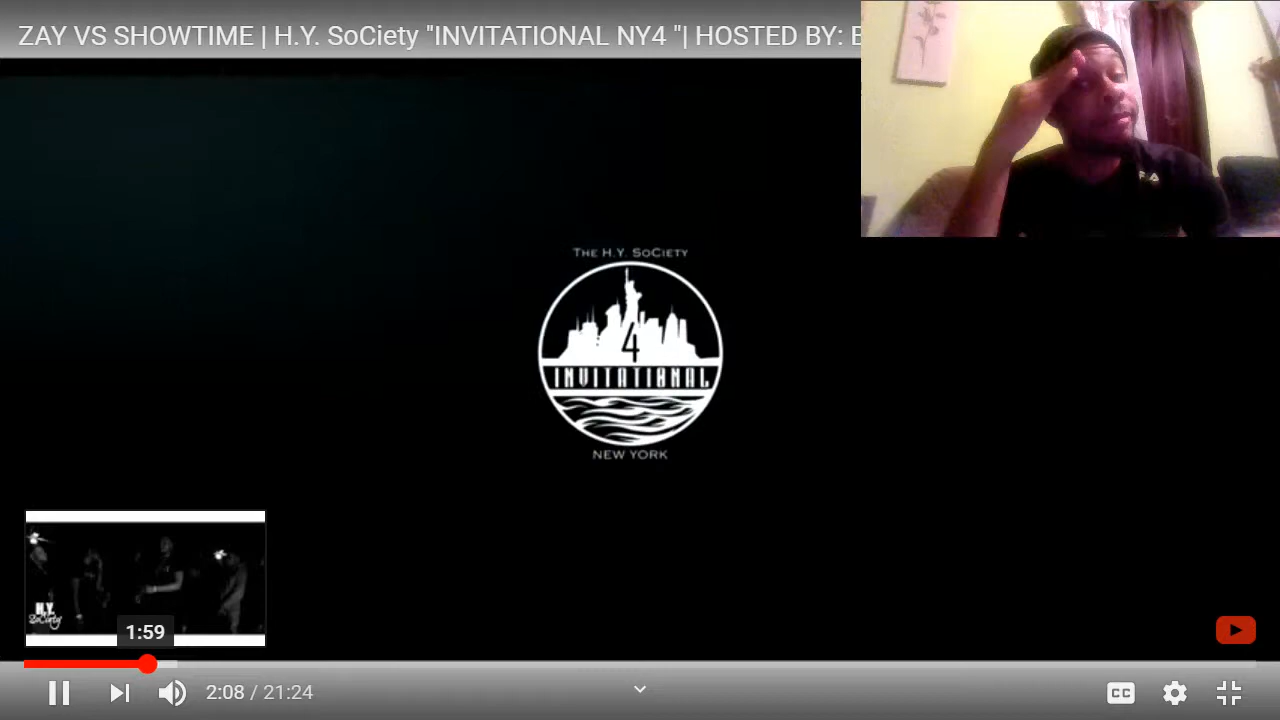 ZAY VS SHOWTIME | H.Y. SoCiety "INVITATIONAL NY4 "| HOSTED BY: E
THE H.Y. SOCIETY
4
INVITATIONAL
NEW YORK
H.Y.
SoCiety
1:59
2:08 / 21:24
CC